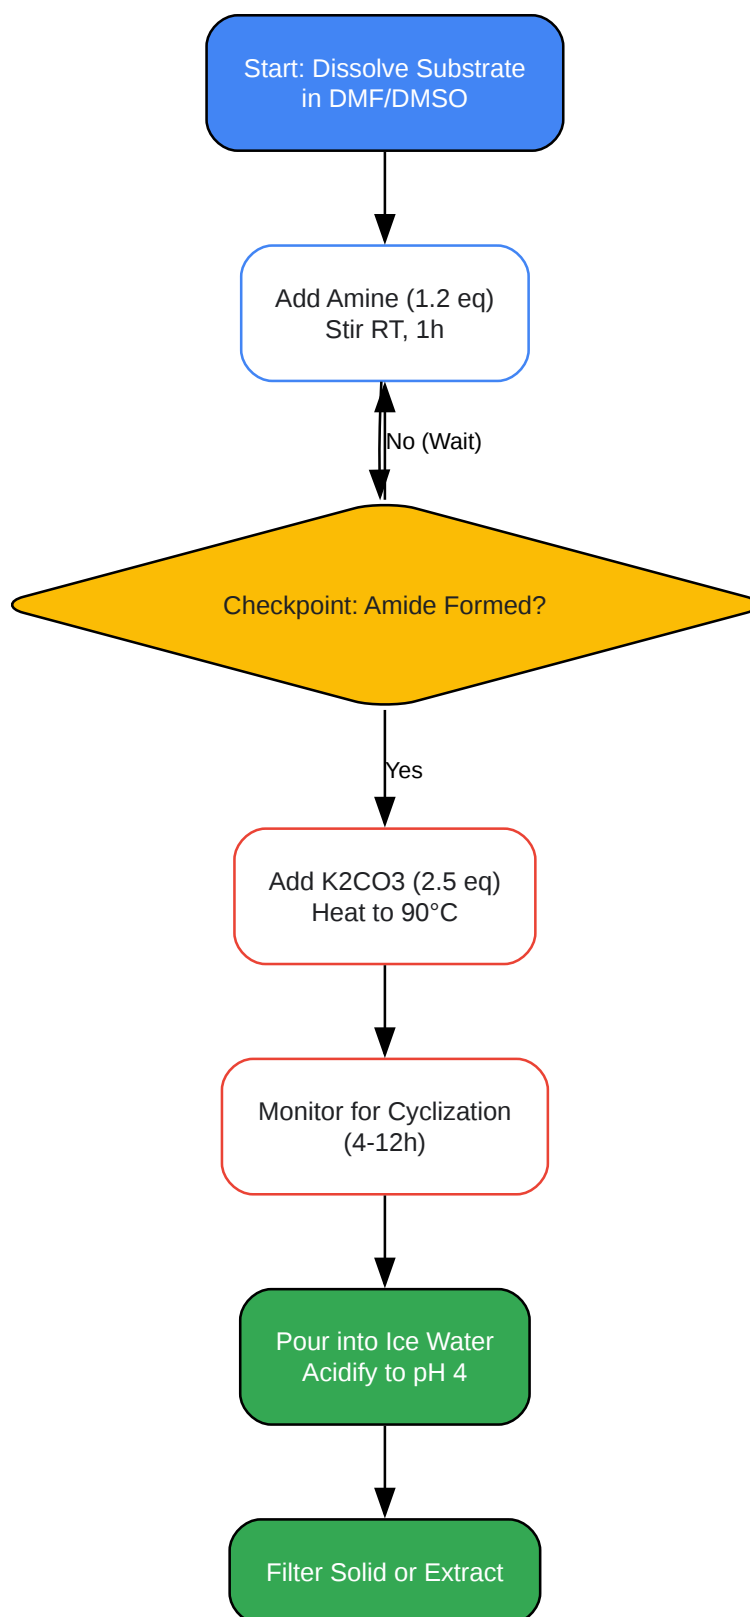 Start: Dissolve Substrate
in DMF/DMSO
Add Amine (1.2 eq)
Stir RT, 1h
No (Wait)
Checkpoint: Amide Formed?
Yes
Add K2CO3 (2.5 eq)
Heat to 90°C
Monitor for Cyclization
(4-12h)
Pour into Ice Water
Acidify to pH 4
Filter Solid or Extract